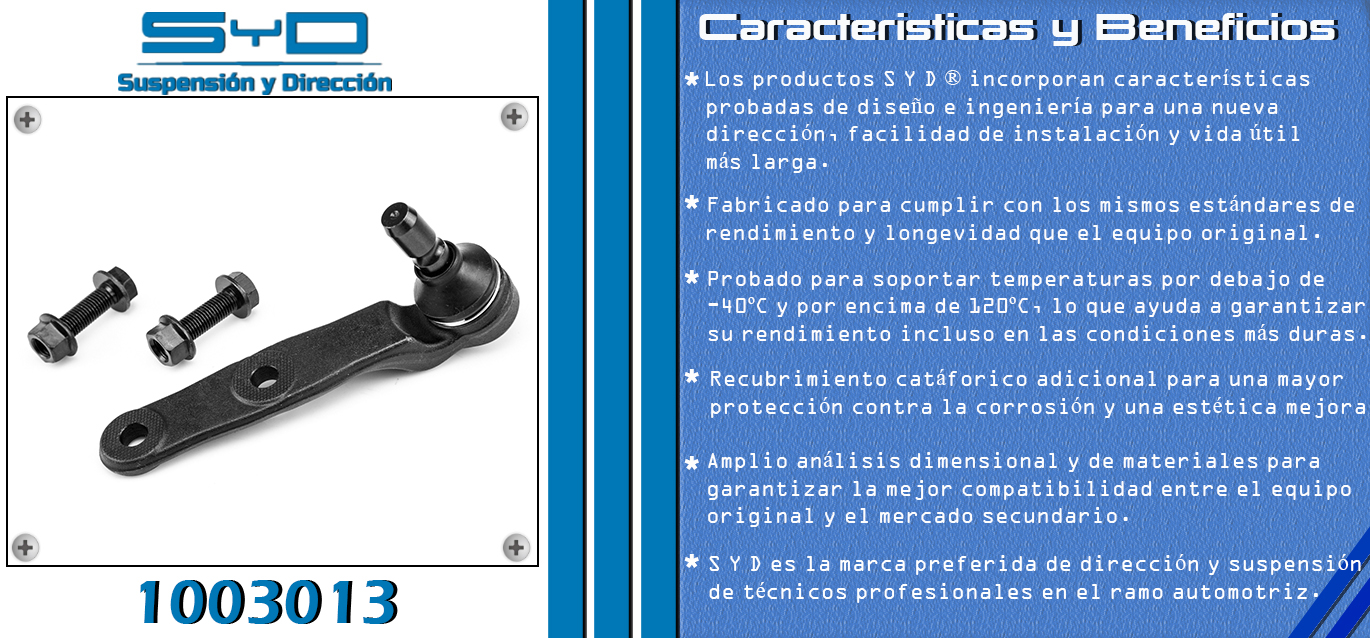 SYD
Suspensión y Dirección
1003013
Caracteristicas y Beneficios
* Los productos S Y D ® incorporan características
probadas de diseño e ingeniería para una nueva
dirección, facilidad de instalación y vida útil
más larga.
* Fabricado para cumplir con los mismos estándares de
rendimiento y longevidad que el equipo original.
* Probado para soportar temperaturas por debajo de
-40ºC y por encima de 120ºC, lo que ayuda a garantizar
su rendimiento incluso en las condiciones más duras.
* Recubrimiento catáforico adicional para una mayor
protección contra la corrosión y una estética mejora
* Amplio análisis dimensional y de materiales para
garantizar la mejor compatibilidad entre el equipo
original y el mercado secundario.
* S Y D es la marca preferida de dirección y suspensión
de técnicos profesionales en el ramo automotriz.